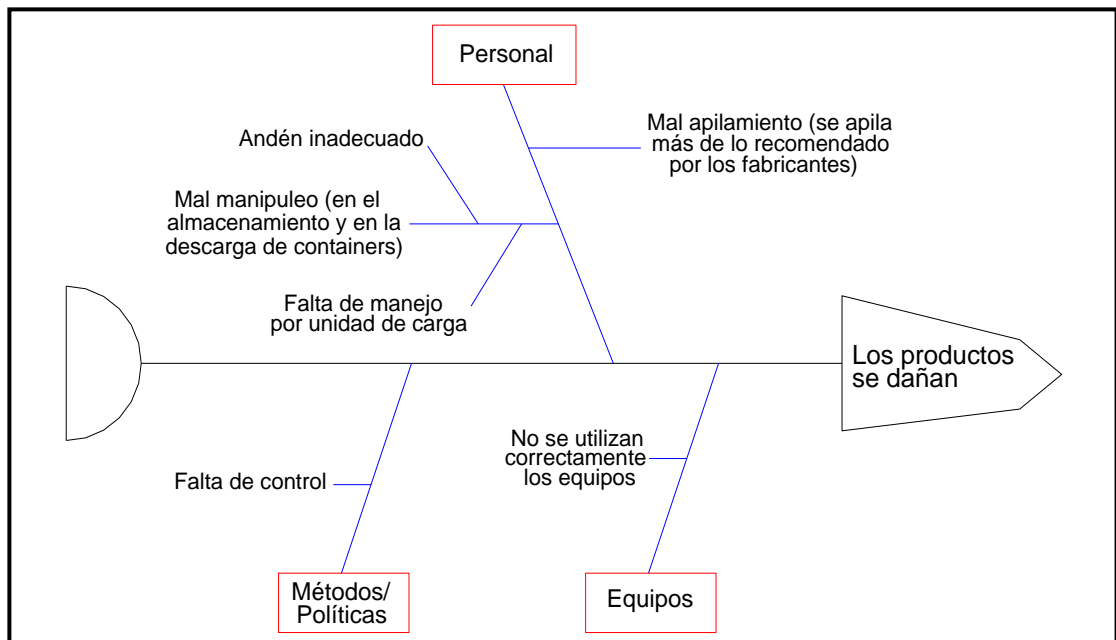 Personal
Mal apilamiento (se apila
más de lo recomendado
por los fabricantes)
Andén inadecuado
Mal manipuleo (en el
almacenamiento y en la
descarga de containers)
Falta de manejo
por unidad de carga
Los productos
se dañan
No se utilizan
correctamente
los equipos
Falta de control
Métodos/
Políticas
Equipos